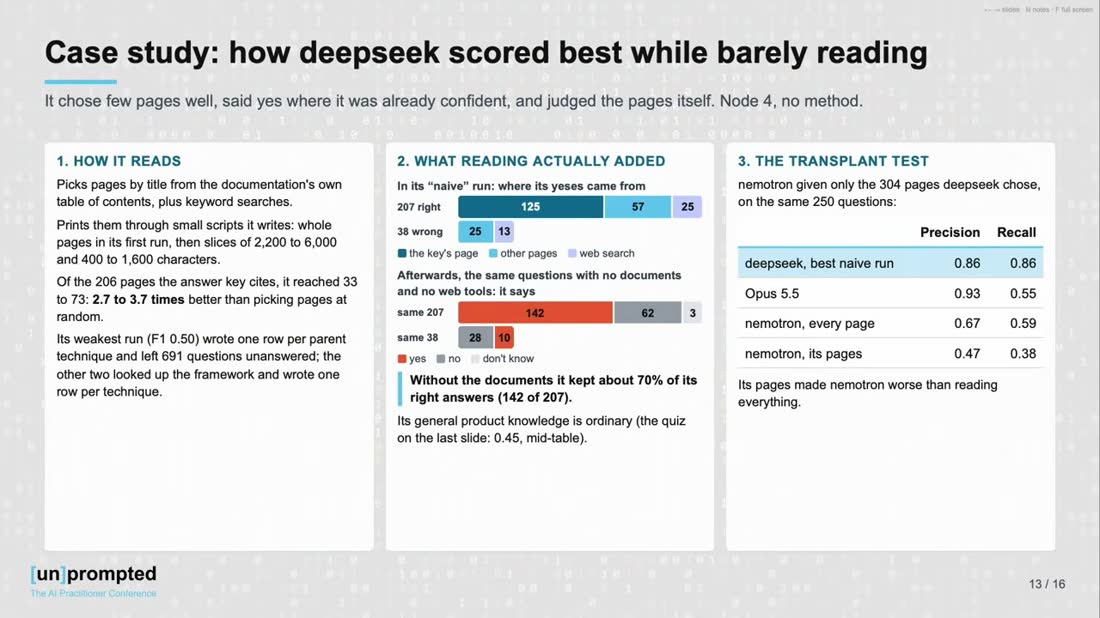 ←→ slides · N notes · F full screen
Case study: how deepseek scored best while barely reading
It chose few pages well, said yes where it was already confident, and judged the pages itself. Node 4, no method.
1. HOW IT READS
Picks pages by title from the documentation's own
table of contents, plus keyword searches.
Prints them through small scripts it writes: whole
pages in its first run, then slices of 2,200 to 6,000
and 400 to 1,600 characters.
Of the 206 pages the answer key cites, it reached 33
to 73: 2.7 to 3.7 times better than picking pages at
random.
Its weakest run (F1 0.50) wrote one row per parent
technique and left 691 questions unanswered; the
other two looked up the framework and wrote one
row per technique.
2. WHAT READING ACTUALLY ADDED
In its “naive” run: where its yeses came from
207 right 125 57 25
38 wrong 25 13
the key's page other pages web search
Afterwards, the same questions with no documents
and no web tools: it says
same 207 142 62 3
same 38 28 10
yes no don't know
Without the documents it kept about 70% of its
right answers (142 of 207).
Its general product knowledge is ordinary (the quiz
on the last slide: 0.45, mid-table).
3. THE TRANSPLANT TEST
nemotron given only the 304 pages deepseek chose,
on the same 250 questions:
Precision Recall
deepseek, best naive run 0.86 0.86
Opus 5.5 0.93 0.55
nemotron, every page 0.67 0.59
nemotron, its pages 0.47 0.38
Its pages made nemotron worse than reading
everything.
[un]prompted
The AI Practitioner Conference
13 / 16